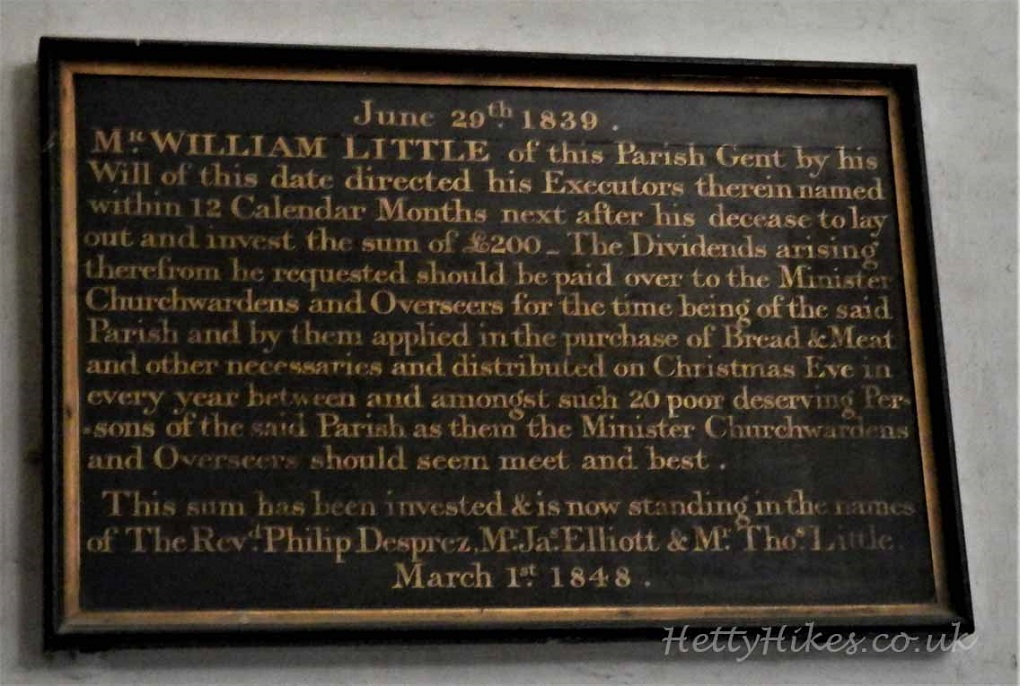 June 29th. 1839.
Mr. WILLIAM LITTLE of this Parish Gent by his
Will of this date directed his Executors therein named
within 12 Calendar Months next after his decease to lay
out and invest the sum of £200 - The Dividends arising
therefrom he requested should be paid over to the Minister
Churchwardens and Overseers for the time being of the said
Parish and by them applied in the purchase of Bread & Meat
and other necessaries and distributed on Christmas Eve in
every year between and amongst such 20 poor deserving Per-
-sons of the said Parish as them the Minister Churchwardens
and Overseers should seem meet and best.
This sum has been invested & is now standing in the names
of The Revd. Philip Desprez, Mr. Jas. Elliott & Mr. Thos. Little.
March 1st. 1848.
HettyHikes.co.uk